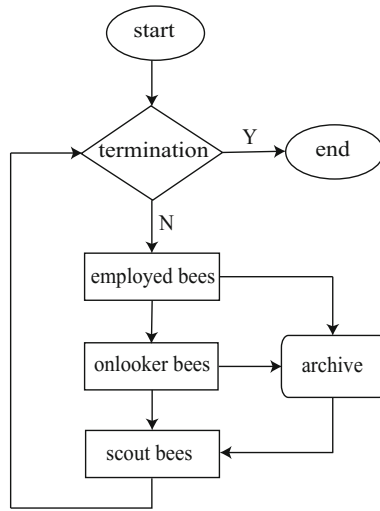 start
termination
Y
end
N
employed bees
onlooker bees
archive
scout bees